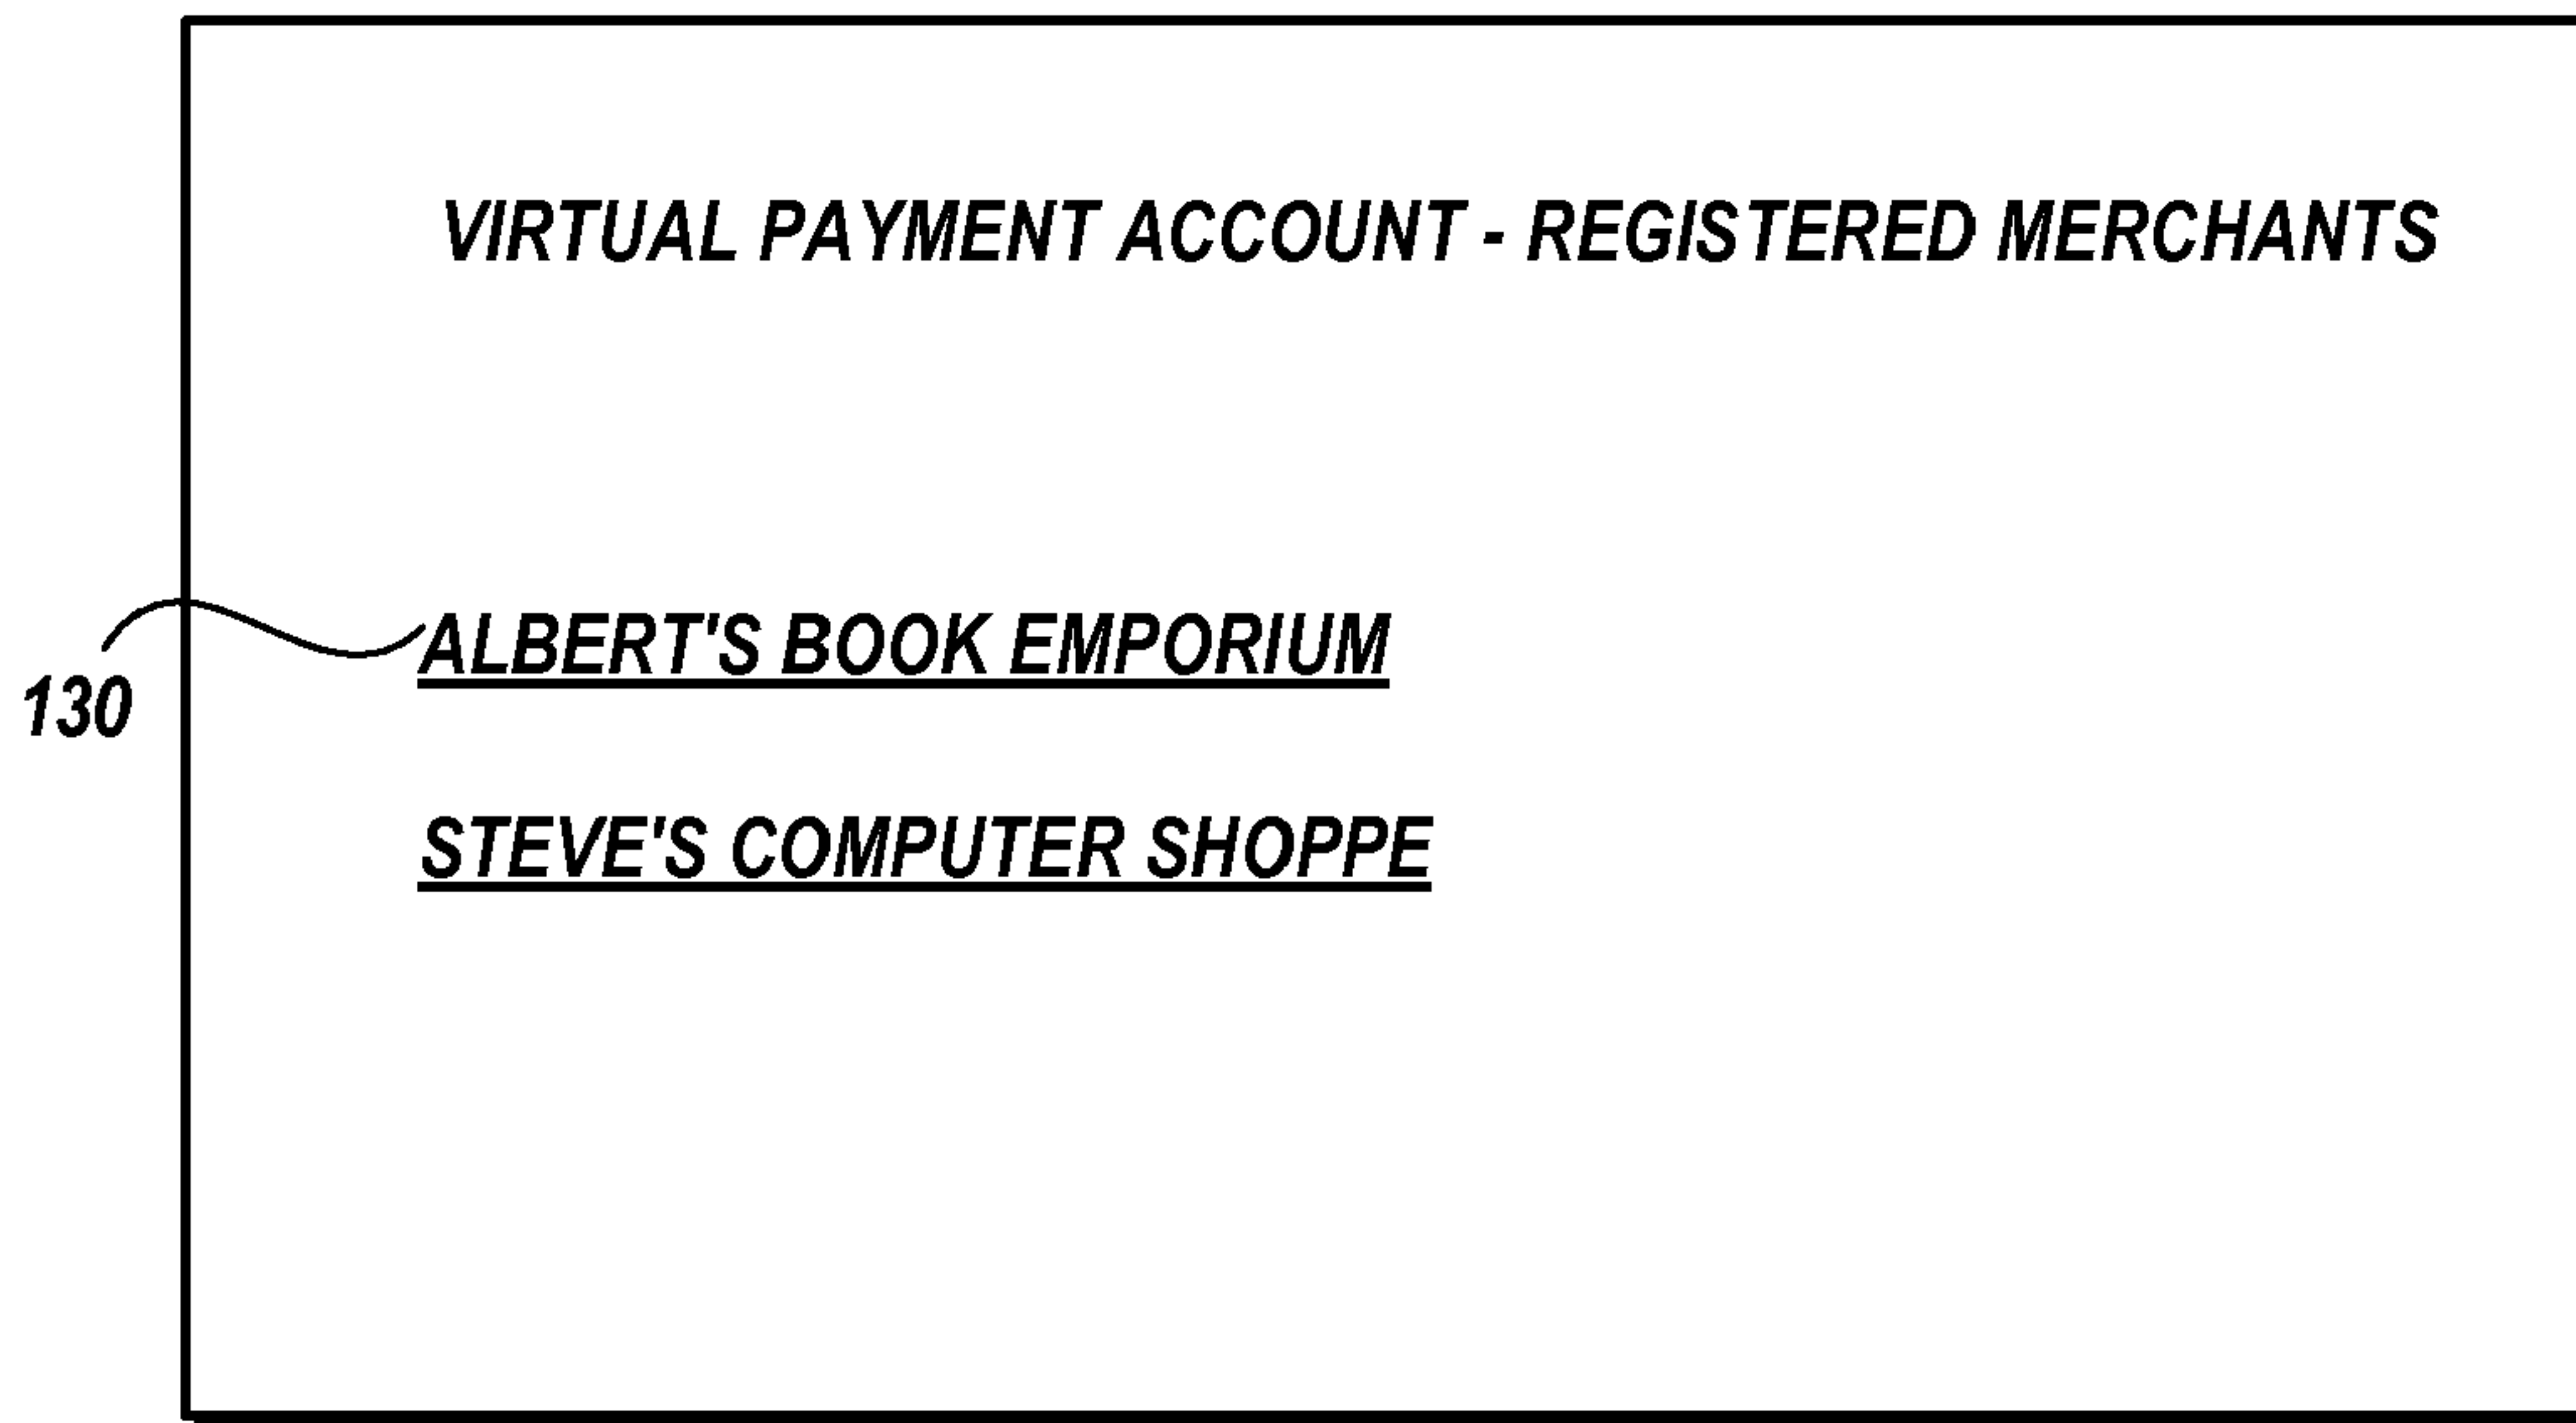 VIRTUAL PAYMENT ACCOUNT - REGISTERED MERCHANTS
ALBERT'S BOOK EMPORIUM
130
STEVE'S COMPUTER SHOPPE